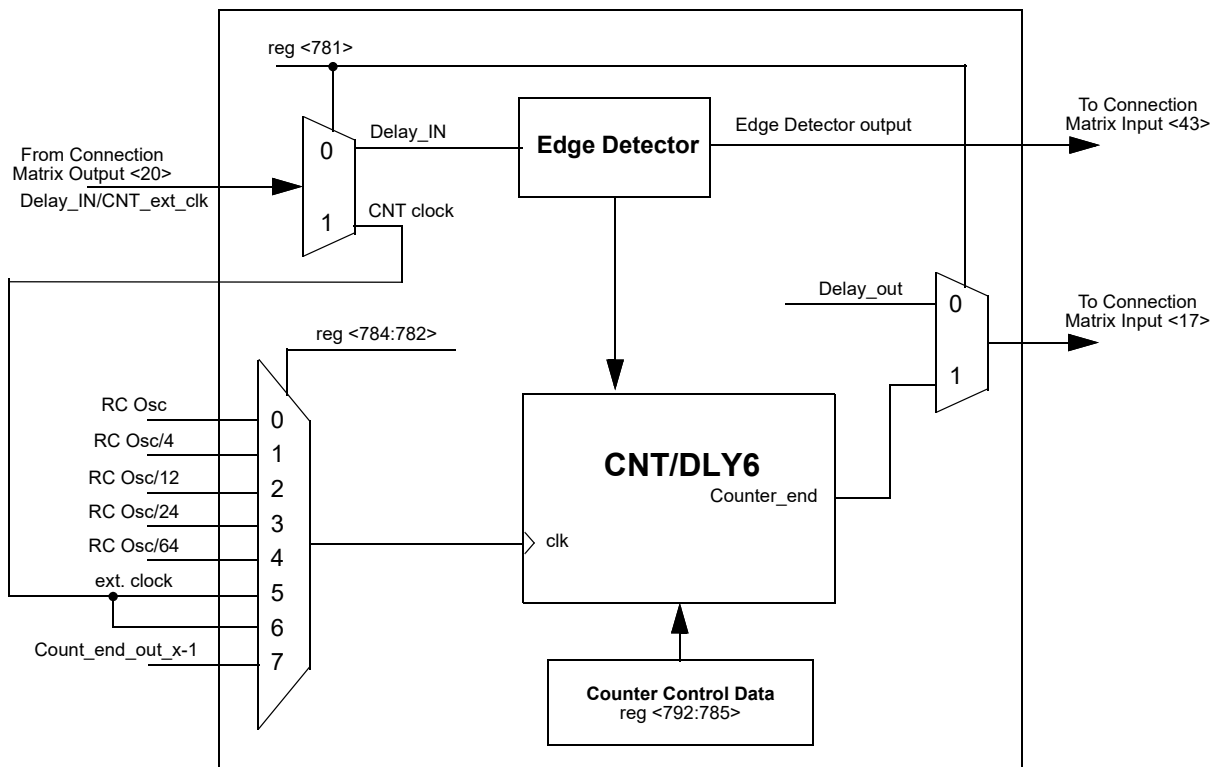 reg <781>
From Connection
Matrix Output <20>
Delay_IN/CNT_ext_clk
0
1
Delay_IN
CNT clock
Edge Detector
Edge Detector output
To Connection
Matrix Input <43>
Delay_out
0
1
To Connection
Matrix Input <17>
reg <784:782>
RC Osc
RC Osc/4
RC Osc/12
RC Osc/24
RC Osc/64
ext. clock
Count_end_out_x-1
0
1
2
3
4
5
6
7
CNT/DLY6
Counter_end
clk
Counter Control Data
reg <792:785>